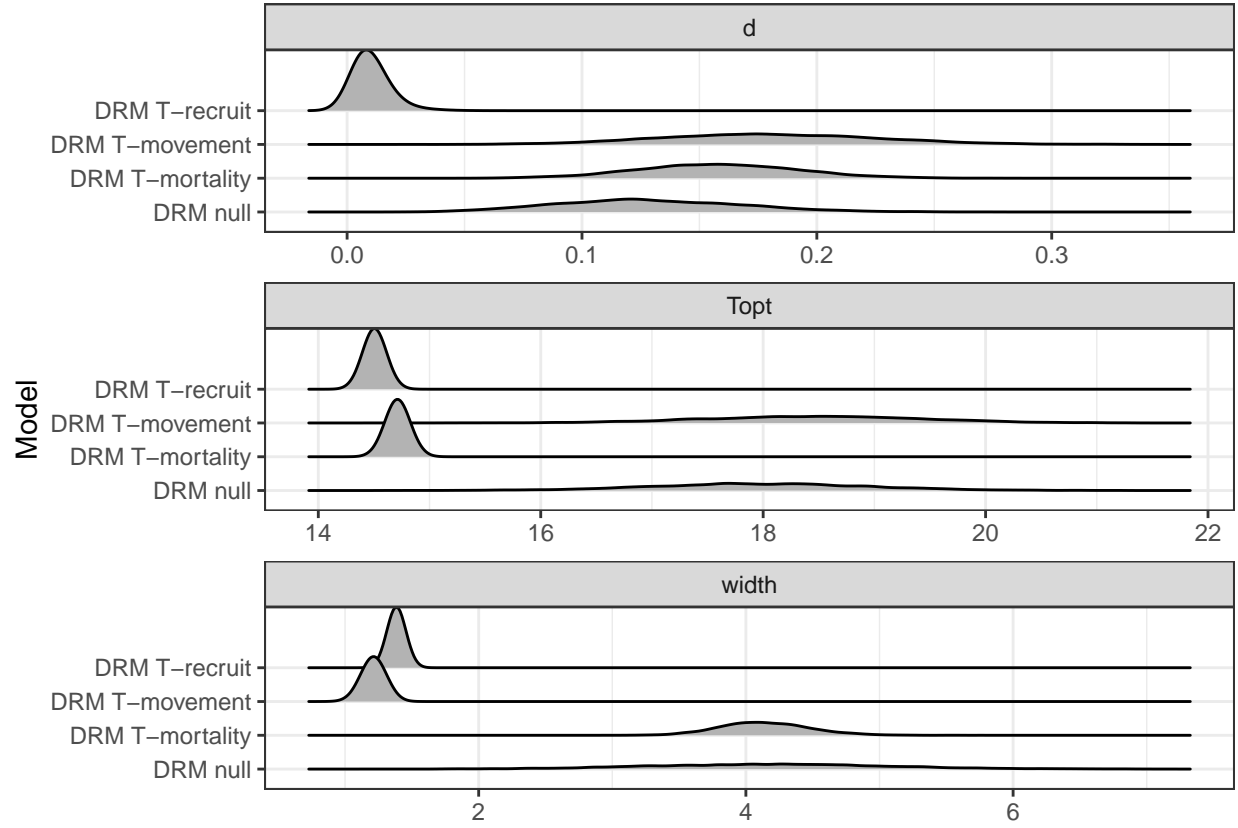 d
DRM T−recruit
DRM T−movement
DRM T−mortality
DRM null
0.0 0.1 0.2 0.3
Topt
DRM T−recruit
DRM T−movement
DRM T−mortality
DRM null
14 16 18 20 22
width
DRM T−recruit
DRM T−movement
DRM T−mortality
DRM null
2 4 6
Model